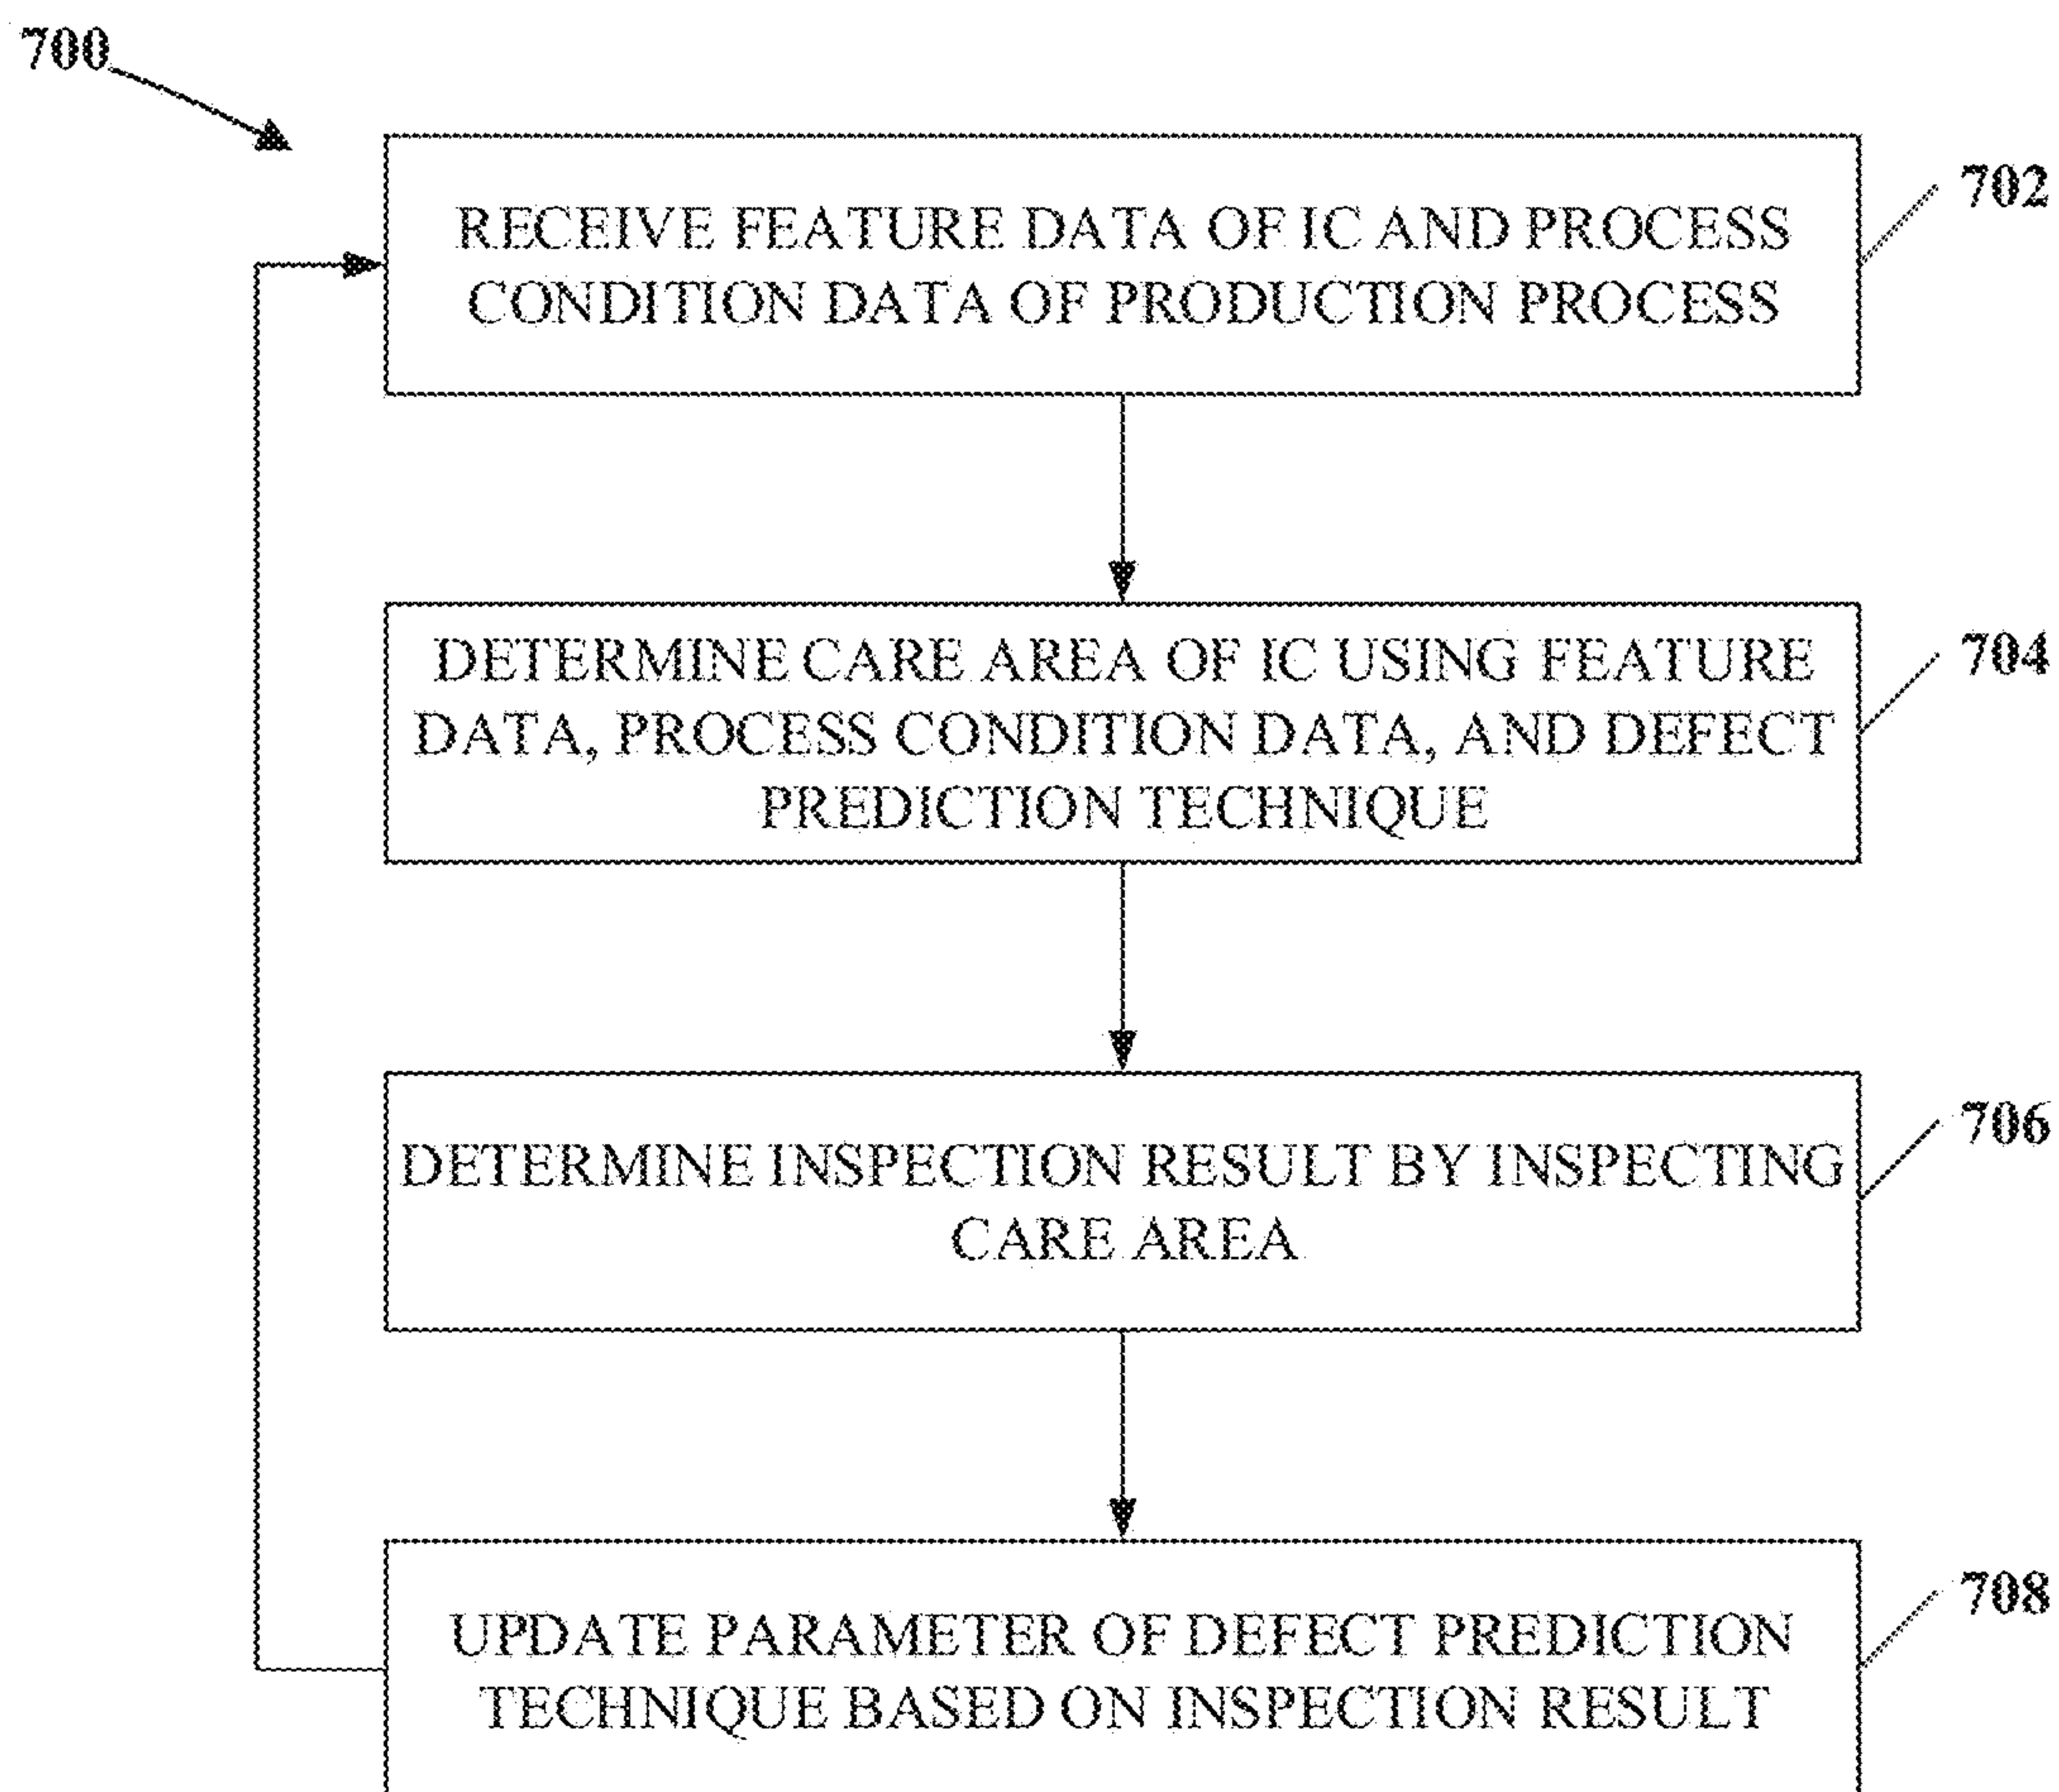 700
702
RECEIVE FEATURE DATA OF IC AND PROCESS
CONDITION DATA OF PRODUCTION PROCESS
704
DETERMINE CARE AREA OF IC USING FEATURE
DATA, PROCESS CONDITION DATA, AND DEFECT
PREDICTION TECHNIQUE
706
DETERMINE INSPECTION RESULT BY INSPECTING
CARE AREA
708
UPDATE PARAMETER OF DEFECT PREDICTION
TECHNIQUE BASED ON INSPECTION RESULT